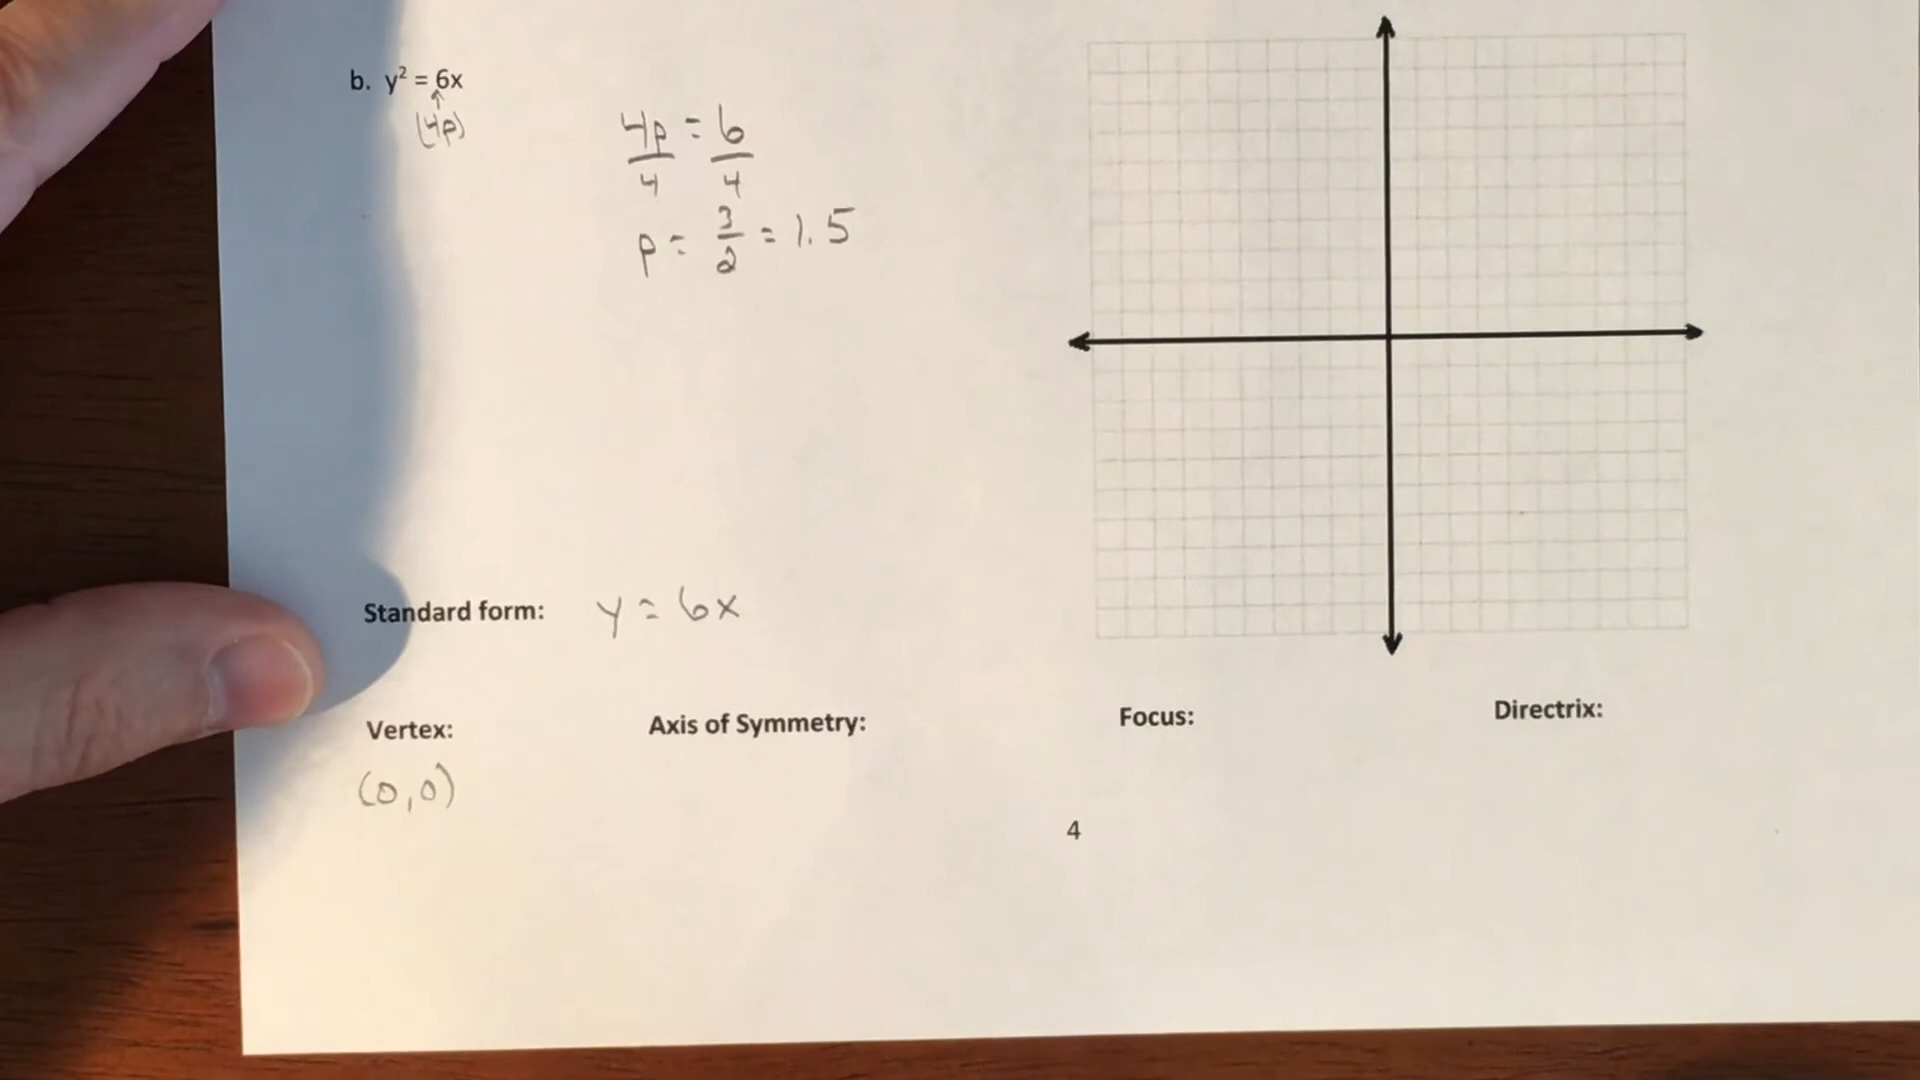 b. y² = 6x
(4p)
4p = 6
4 4
p = 3/2 = 1.5
Standard form: y = 6x
Vertex: Axis of Symmetry: Focus: Directrix:
(0,0)
4